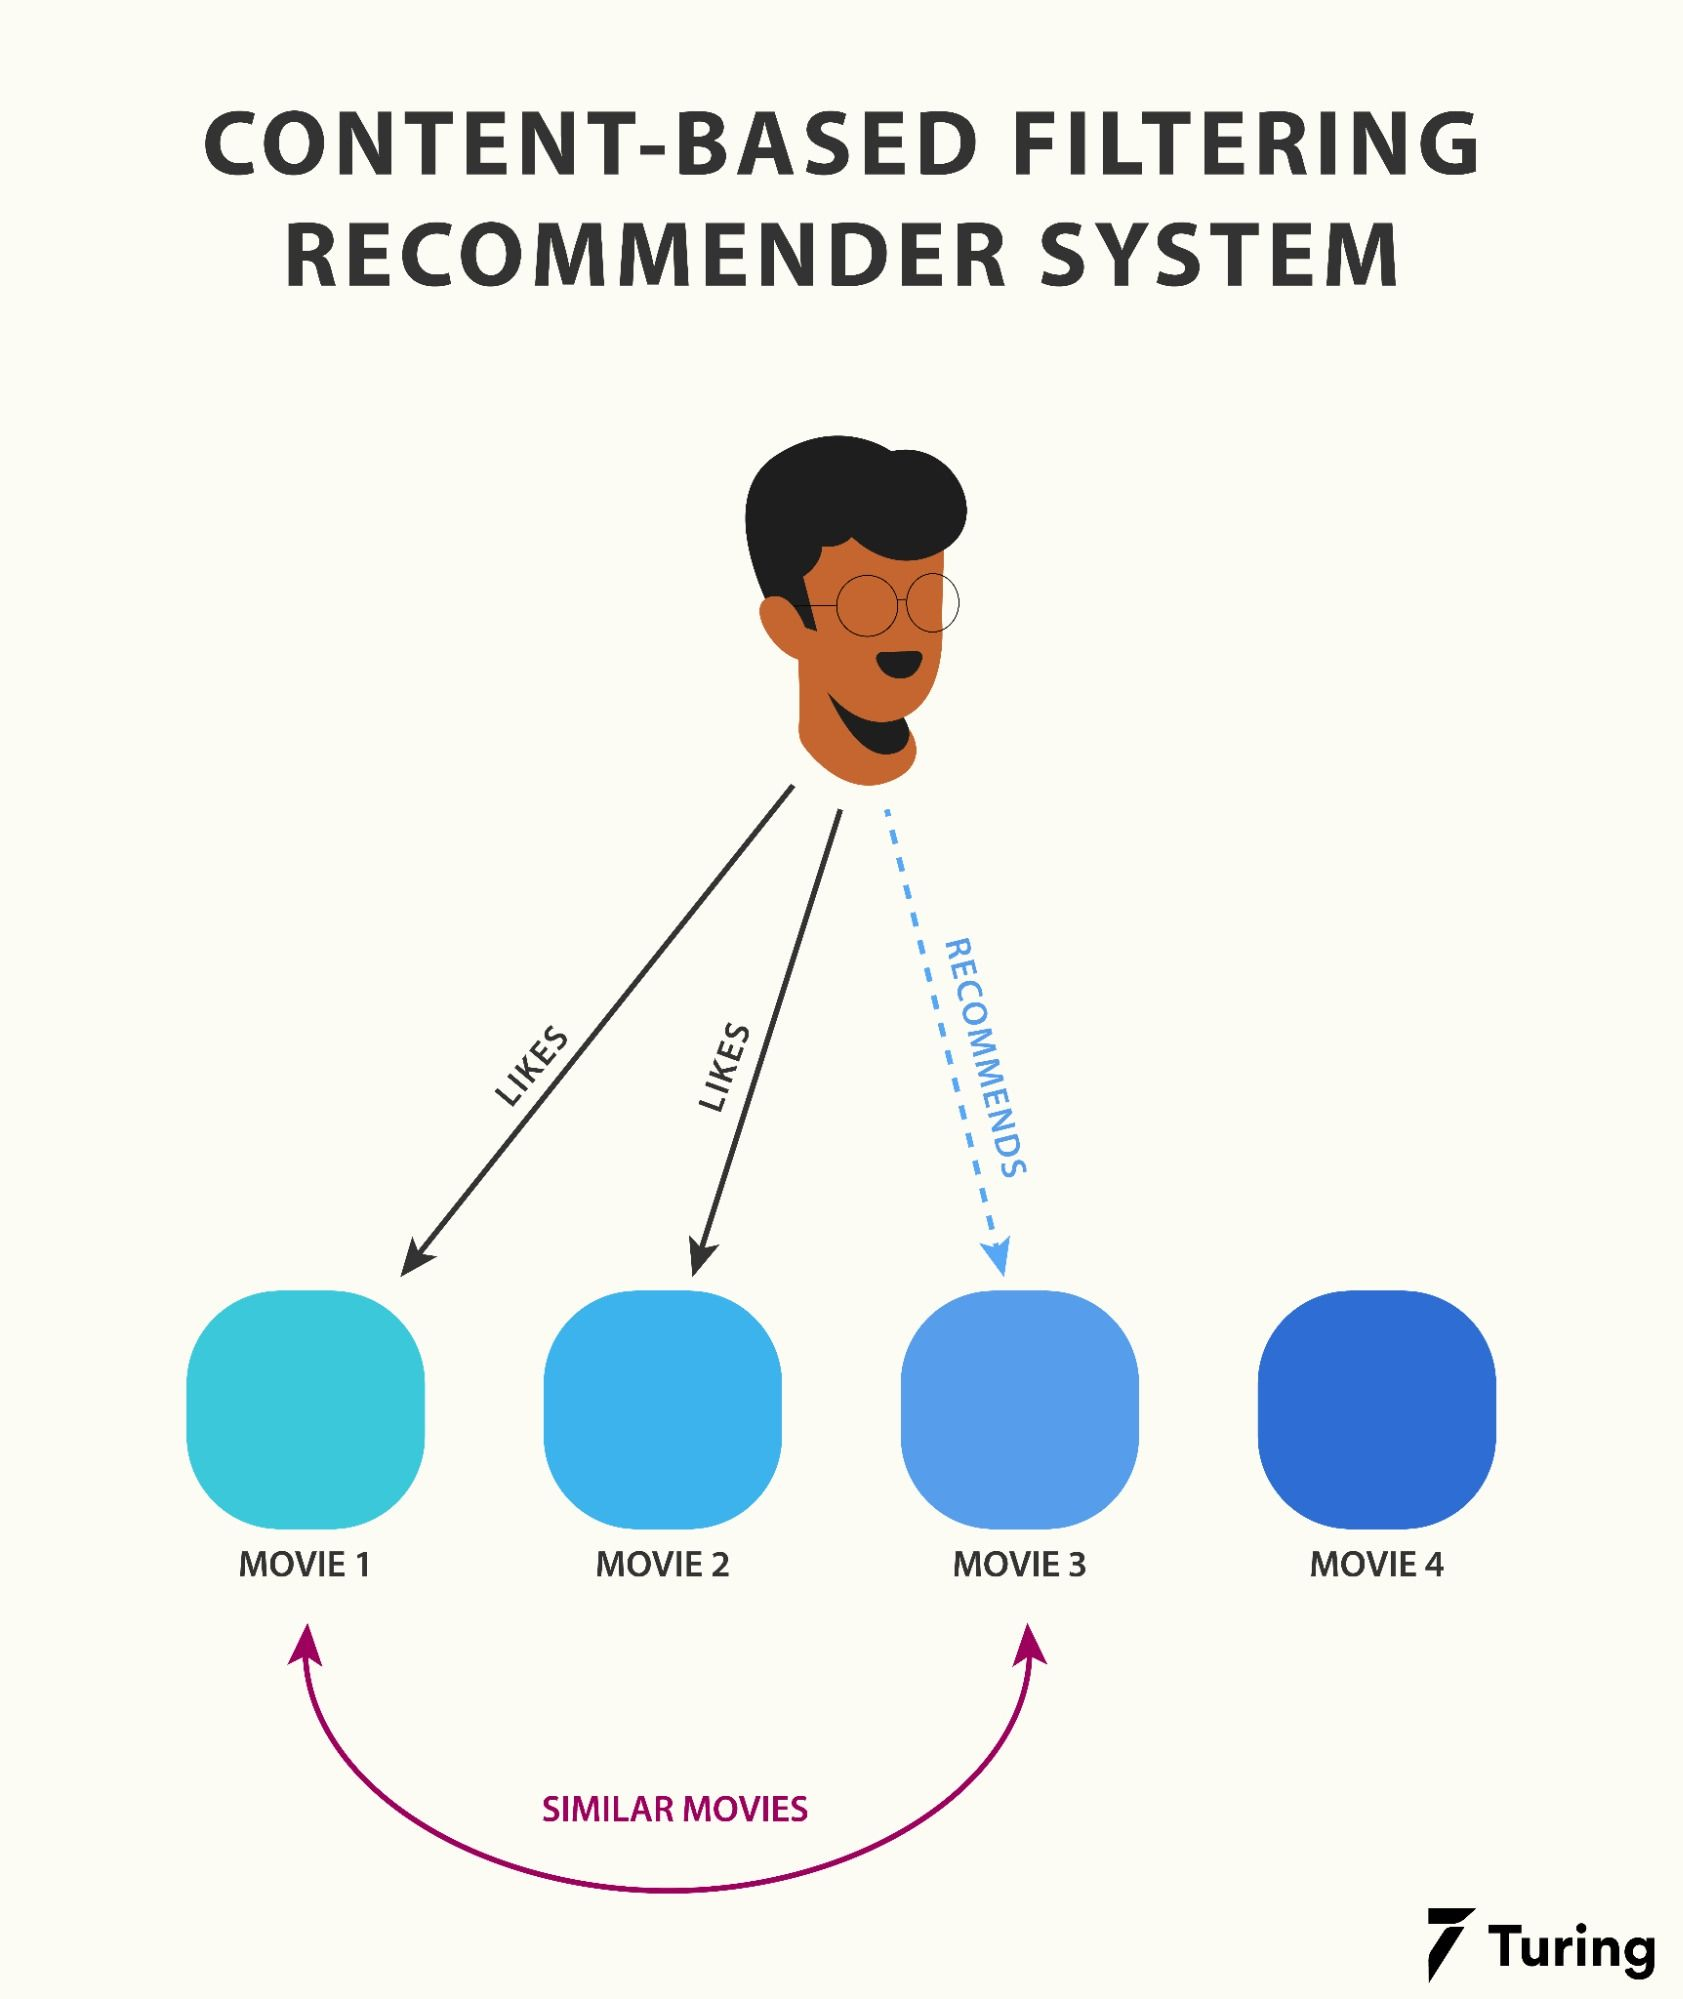 CONTENT-BASED FILTERING
RECOMMENDER SYSTEM
LIKES
LIKES
RECOMMENDS
MOVIE 1
MOVIE 2
MOVIE 3
MOVIE 4
SIMILAR MOVIES
Turing